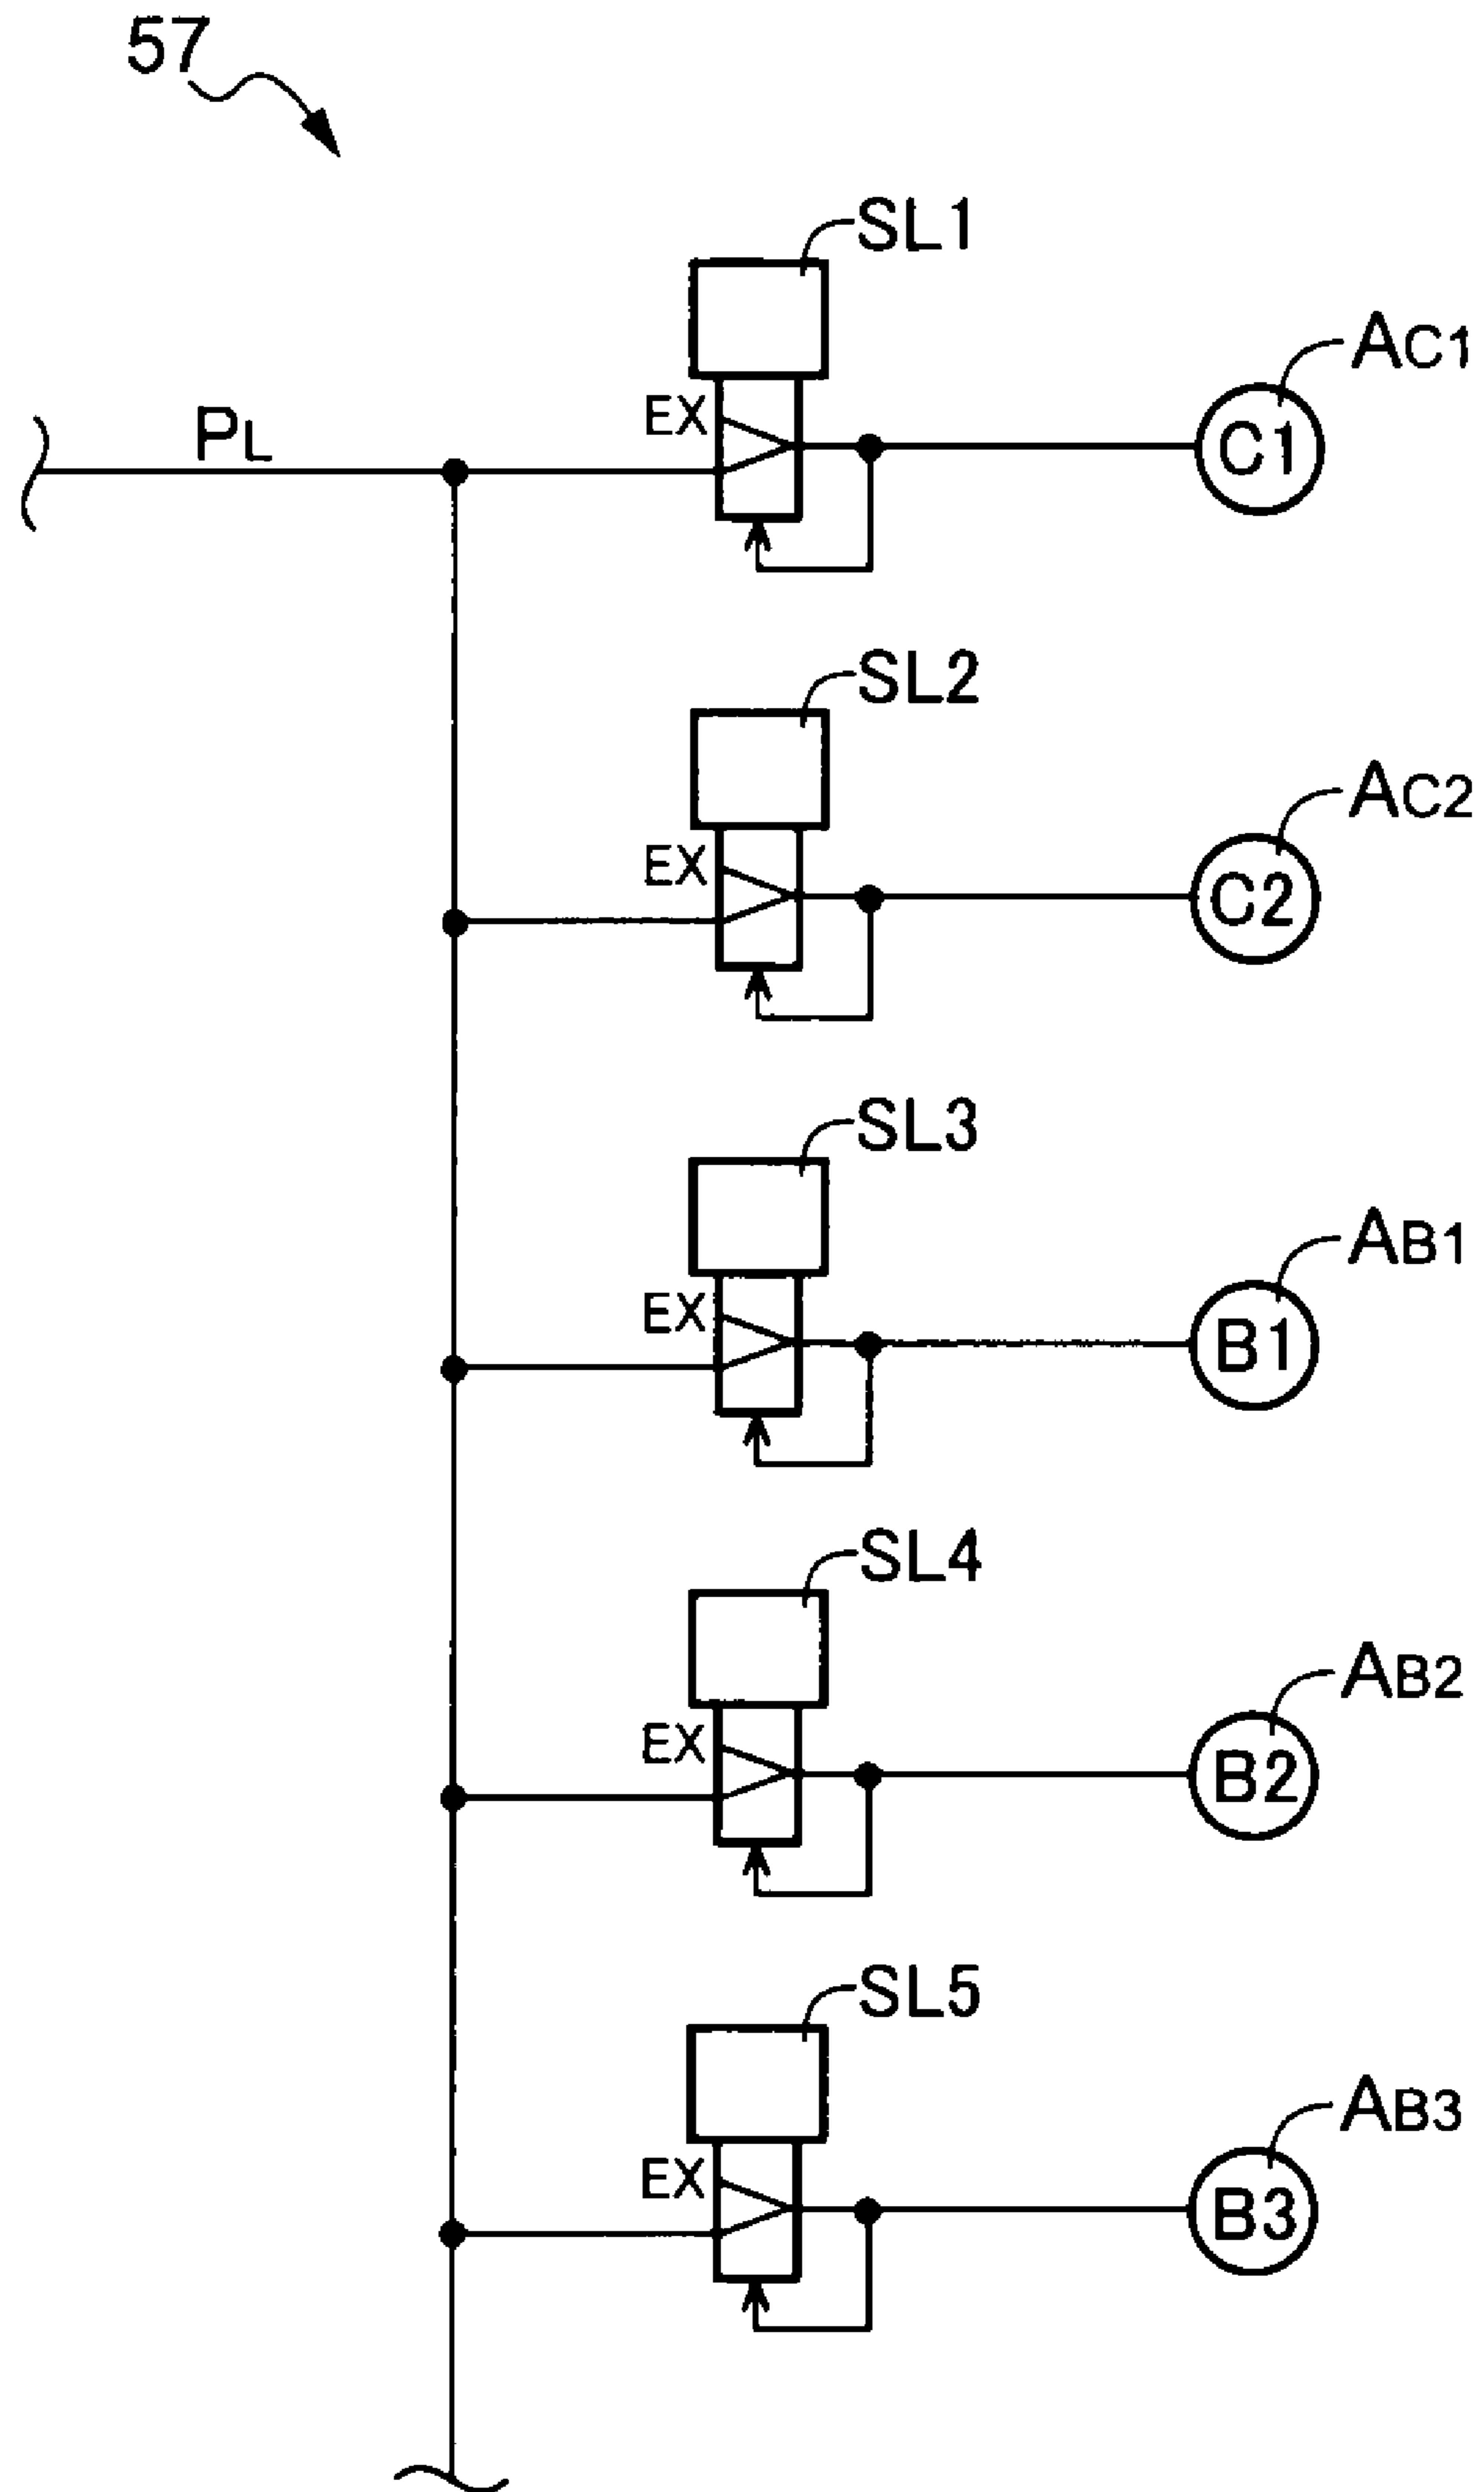 57
SL1
AC1
EX
C1
PL
SL2
AC2
EX
C2
SL3
AB1
EX
B1
SL4
AB2
EX
B2
SL5
AB3
EX
B3